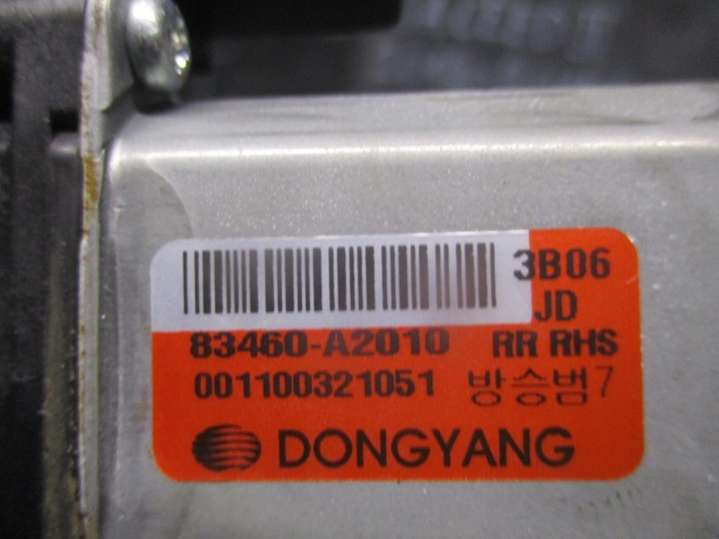 3B06
JD
83460-A2010 RR RHS
001100321051 방승범7
DONGYANG